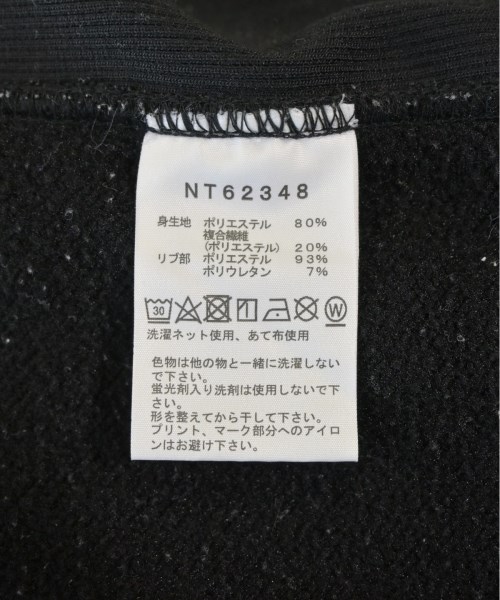 NT62348
身生地 ポリエステル 80%
複合繊維
(ポリエステル) 20%
リブ部 ポリエステル 93%
ポリウレタン 7%
30 W
洗濯ネット使用、あて布使用
色物は他の物と一緒に洗濯しない
で下さい。
蛍光剤入り洗剤は使用しないで下
さい。
形を整えてから干して下さい。
プリント、マーク部分へのアイロ
ンはお避け下さい。